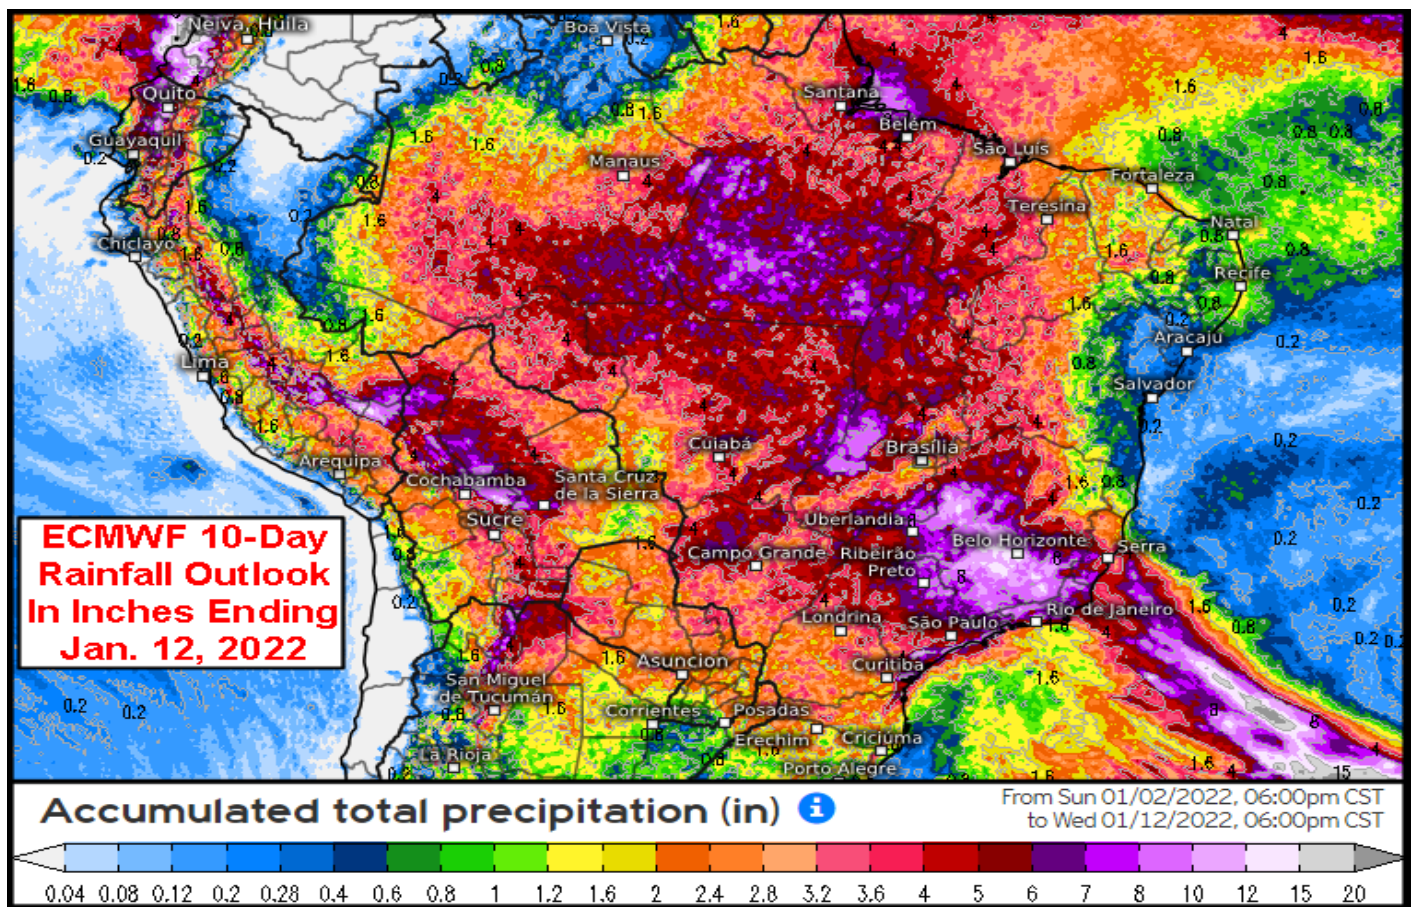 Neiva, Huila
Boa Vista
Quito
Santana
Guayaquil
Belém
Manaus
São Luís
Fortaleza
Teresina
Natal
Chiclayo
Recife
Aracaju
Lima
Salvador
Cuiabá
Brasília
Arequipa
Cochabamba
Santa Cruz
de la Sierra
Sucre
Uberlandia
Belo Horizonte
Serra
Campo Grande
Ribeirão
Preto
Londrina
São Paulo
Rio de Janeiro
Asuncion
Curitiba
San Miguel
de Tucumán
Corrientes
Posadas
Erechim
Criciuma
La Rioja
Porto Alegre
ECMWF 10-Day
Rainfall Outlook
In Inches Ending
Jan. 12, 2022
Accumulated total precipitation (in) i
From Sun 01/02/2022, 06:00pm CST
to Wed 01/12/2022, 06:00pm CST
0.04 0.08 0.12 0.2 0.28 0.4 0.6 0.8 1 1.2 1.6 2 2.4 2.8 3.2 3.6 4 5 6 7 8 10 12 15 20